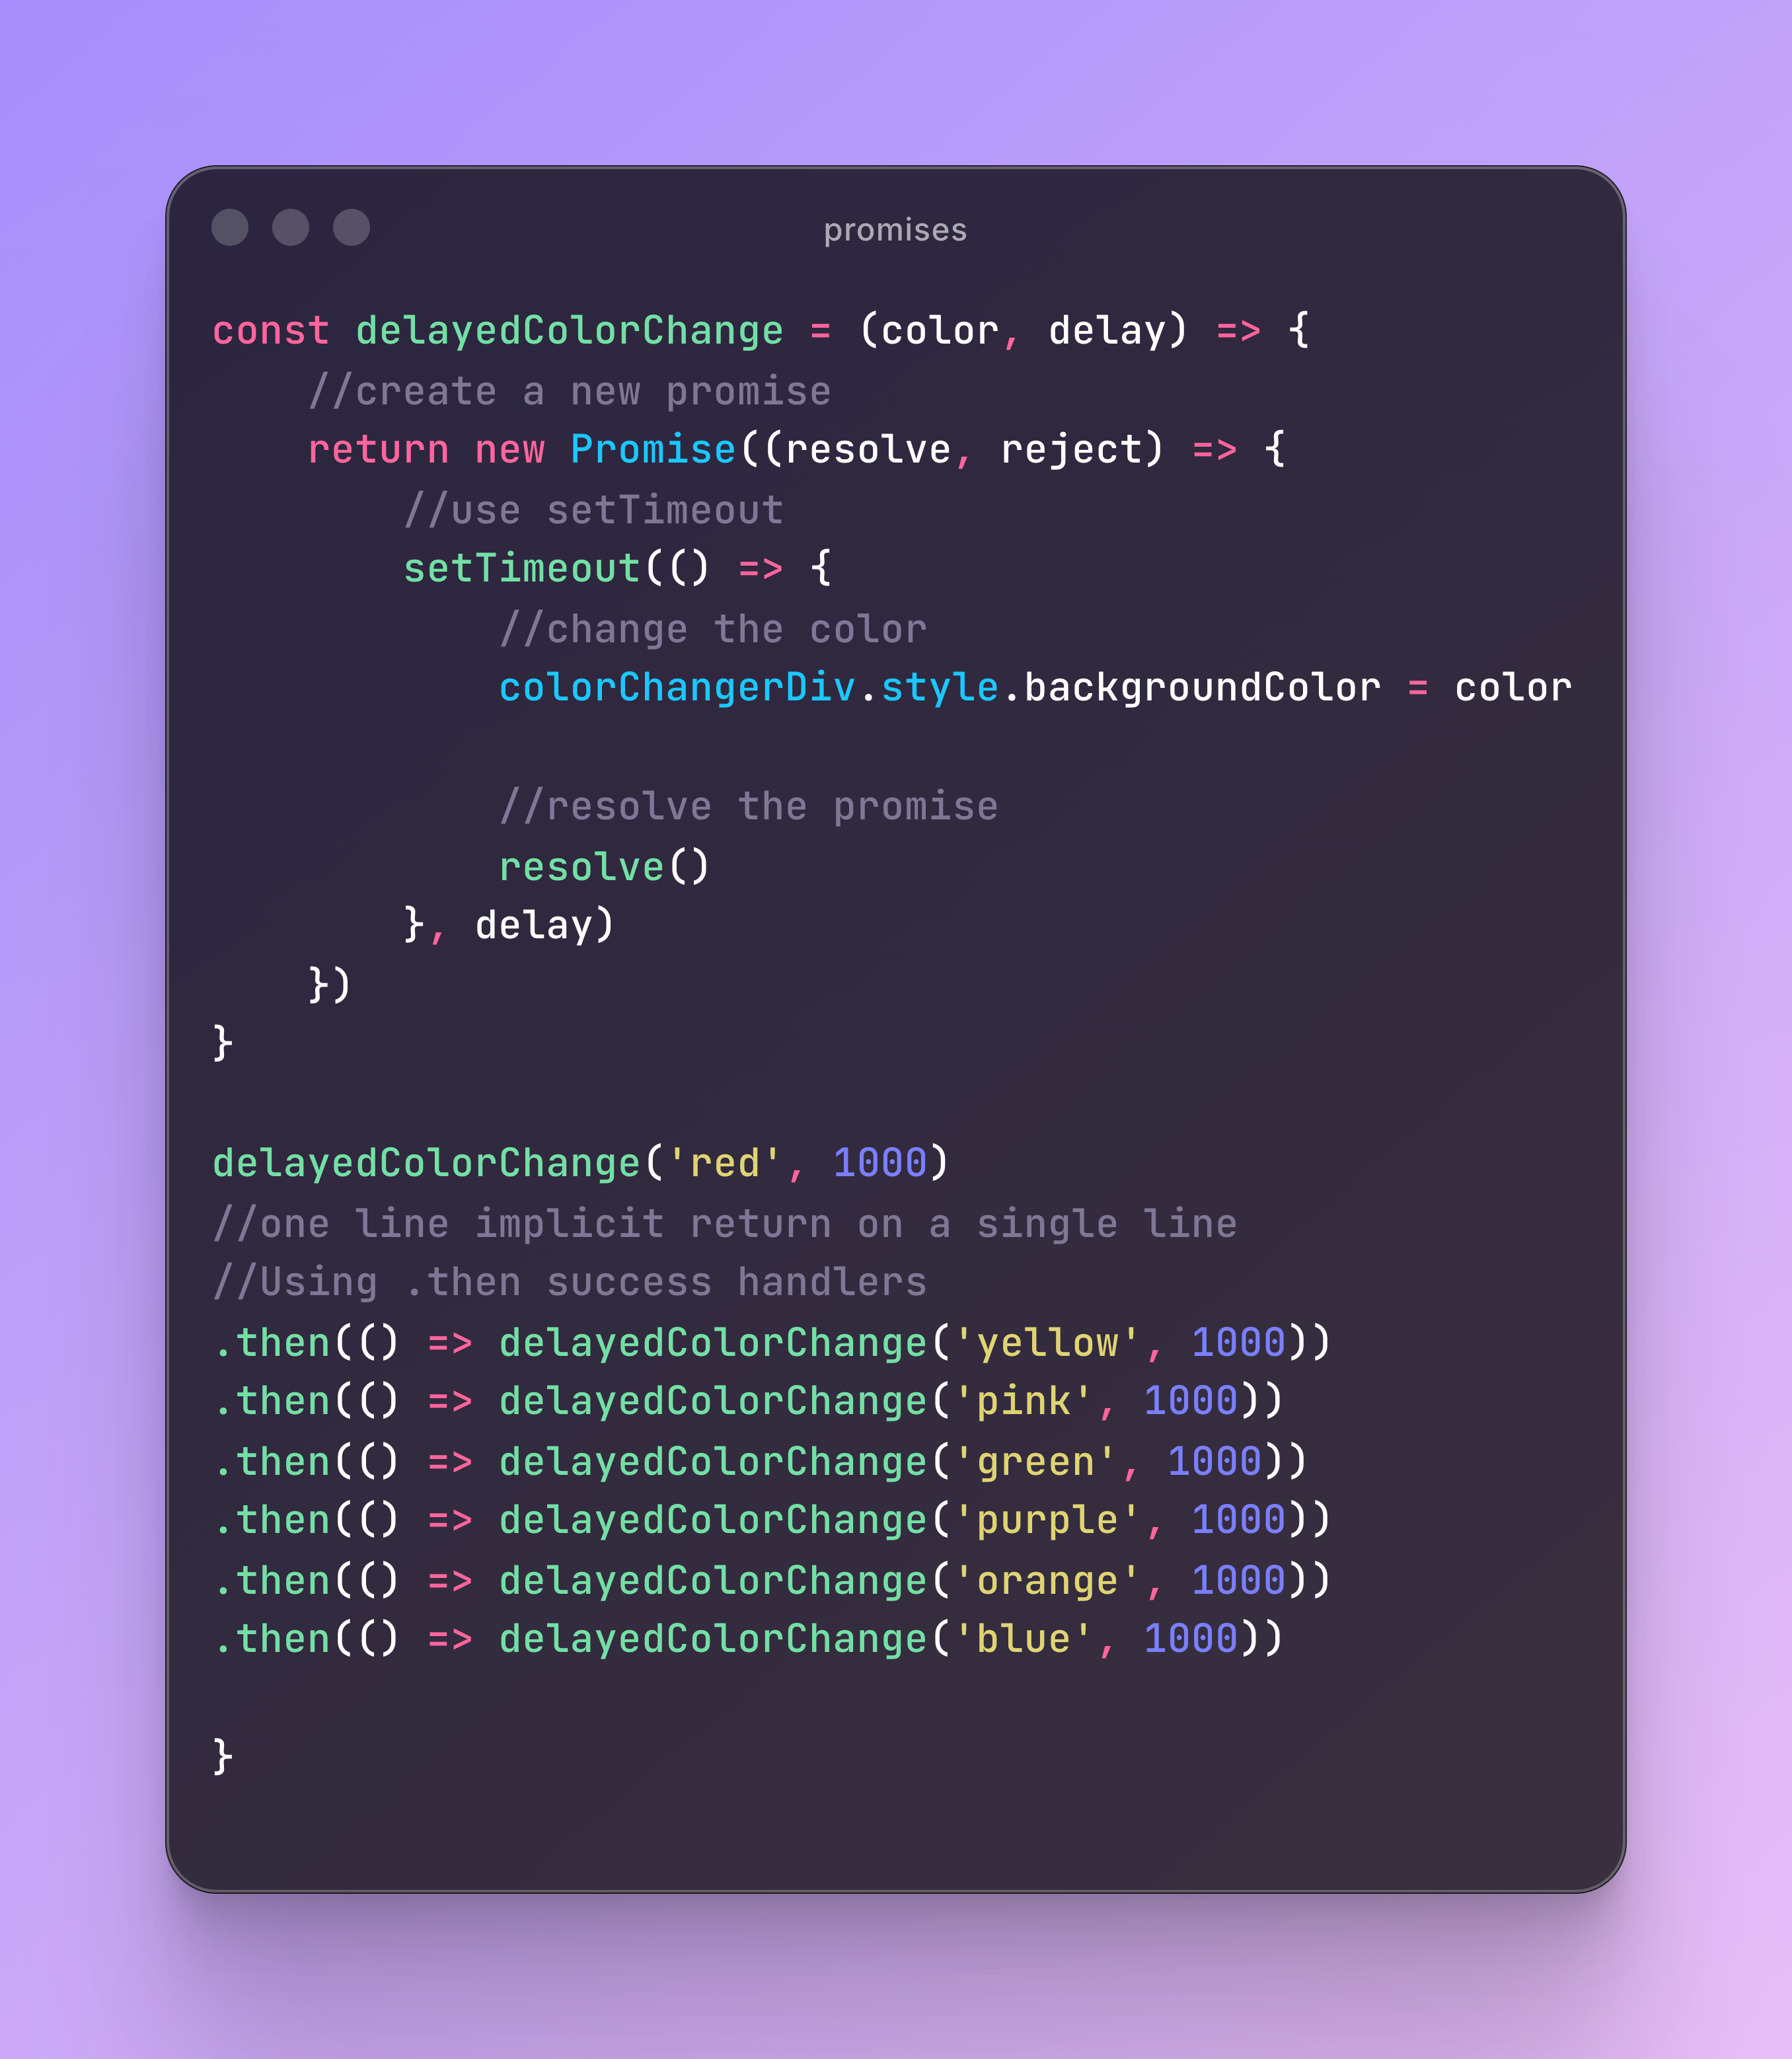 promises
const delayedColorChange = (color, delay) => {
    //create a new promise
    return new Promise((resolve, reject) => {
        //use setTimeout
        setTimeout(() => {
            //change the color
            colorChangerDiv.style.backgroundColor = color

            //resolve the promise
            resolve()
        }, delay)
    })
}

delayedColorChange('red', 1000)
//one line implicit return on a single line
//Using .then success handlers
.then(() => delayedColorChange('yellow', 1000))
.then(() => delayedColorChange('pink', 1000))
.then(() => delayedColorChange('green', 1000))
.then(() => delayedColorChange('purple', 1000))
.then(() => delayedColorChange('orange', 1000))
.then(() => delayedColorChange('blue', 1000))

}